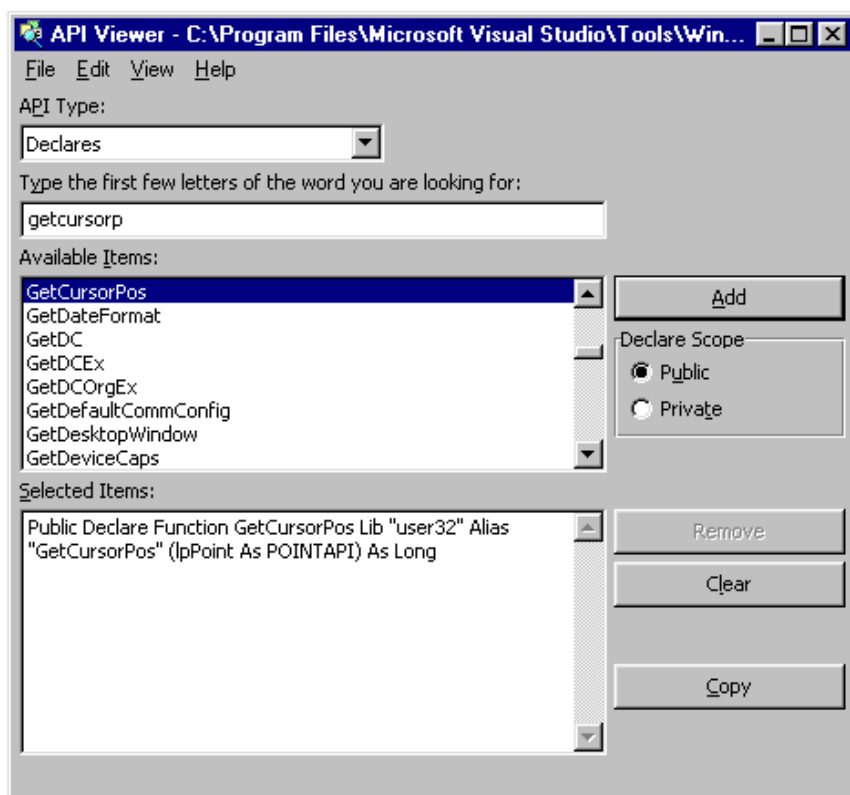 API Viewer - C:\Program Files\Microsoft Visual Studio\Tools\Win...
File Edit View Help
API Type:
Declares
Type the first few letters of the word you are looking for:
getcursorp
Available Items:
GetCursorPos
GetDateFormat
GetDC
GetDCEx
GetDCOrgEx
GetDefaultCommConfig
GetDesktopWindow
GetDeviceCaps
Add
Declare Scope
Public
Private
Selected Items:
Public Declare Function GetCursorPos Lib "user32" Alias
"GetCursorPos" (lpPoint As POINTAPI) As Long
Remove
Clear
Copy